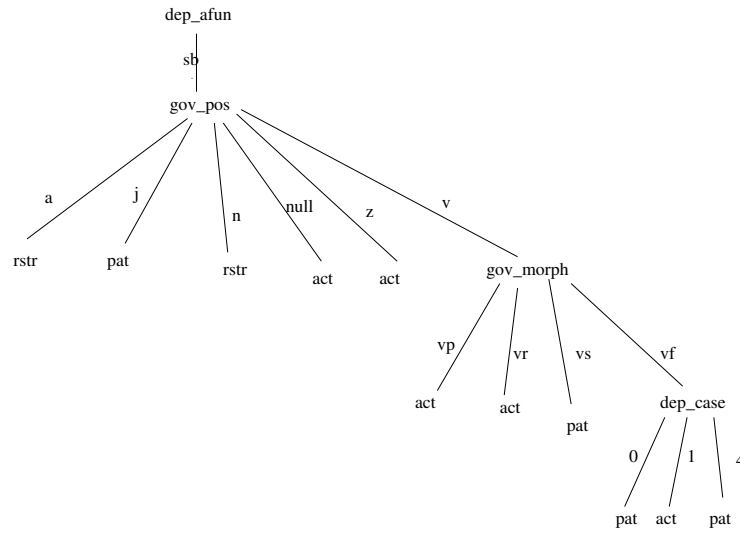 dep_afun
sb
gov_pos
a
j
n
null
z
v
rstr
pat
rstr
act
act
gov_morph
vp
vr
vs
vf
act
act
pat
dep_case
0
1
pat
act
pat